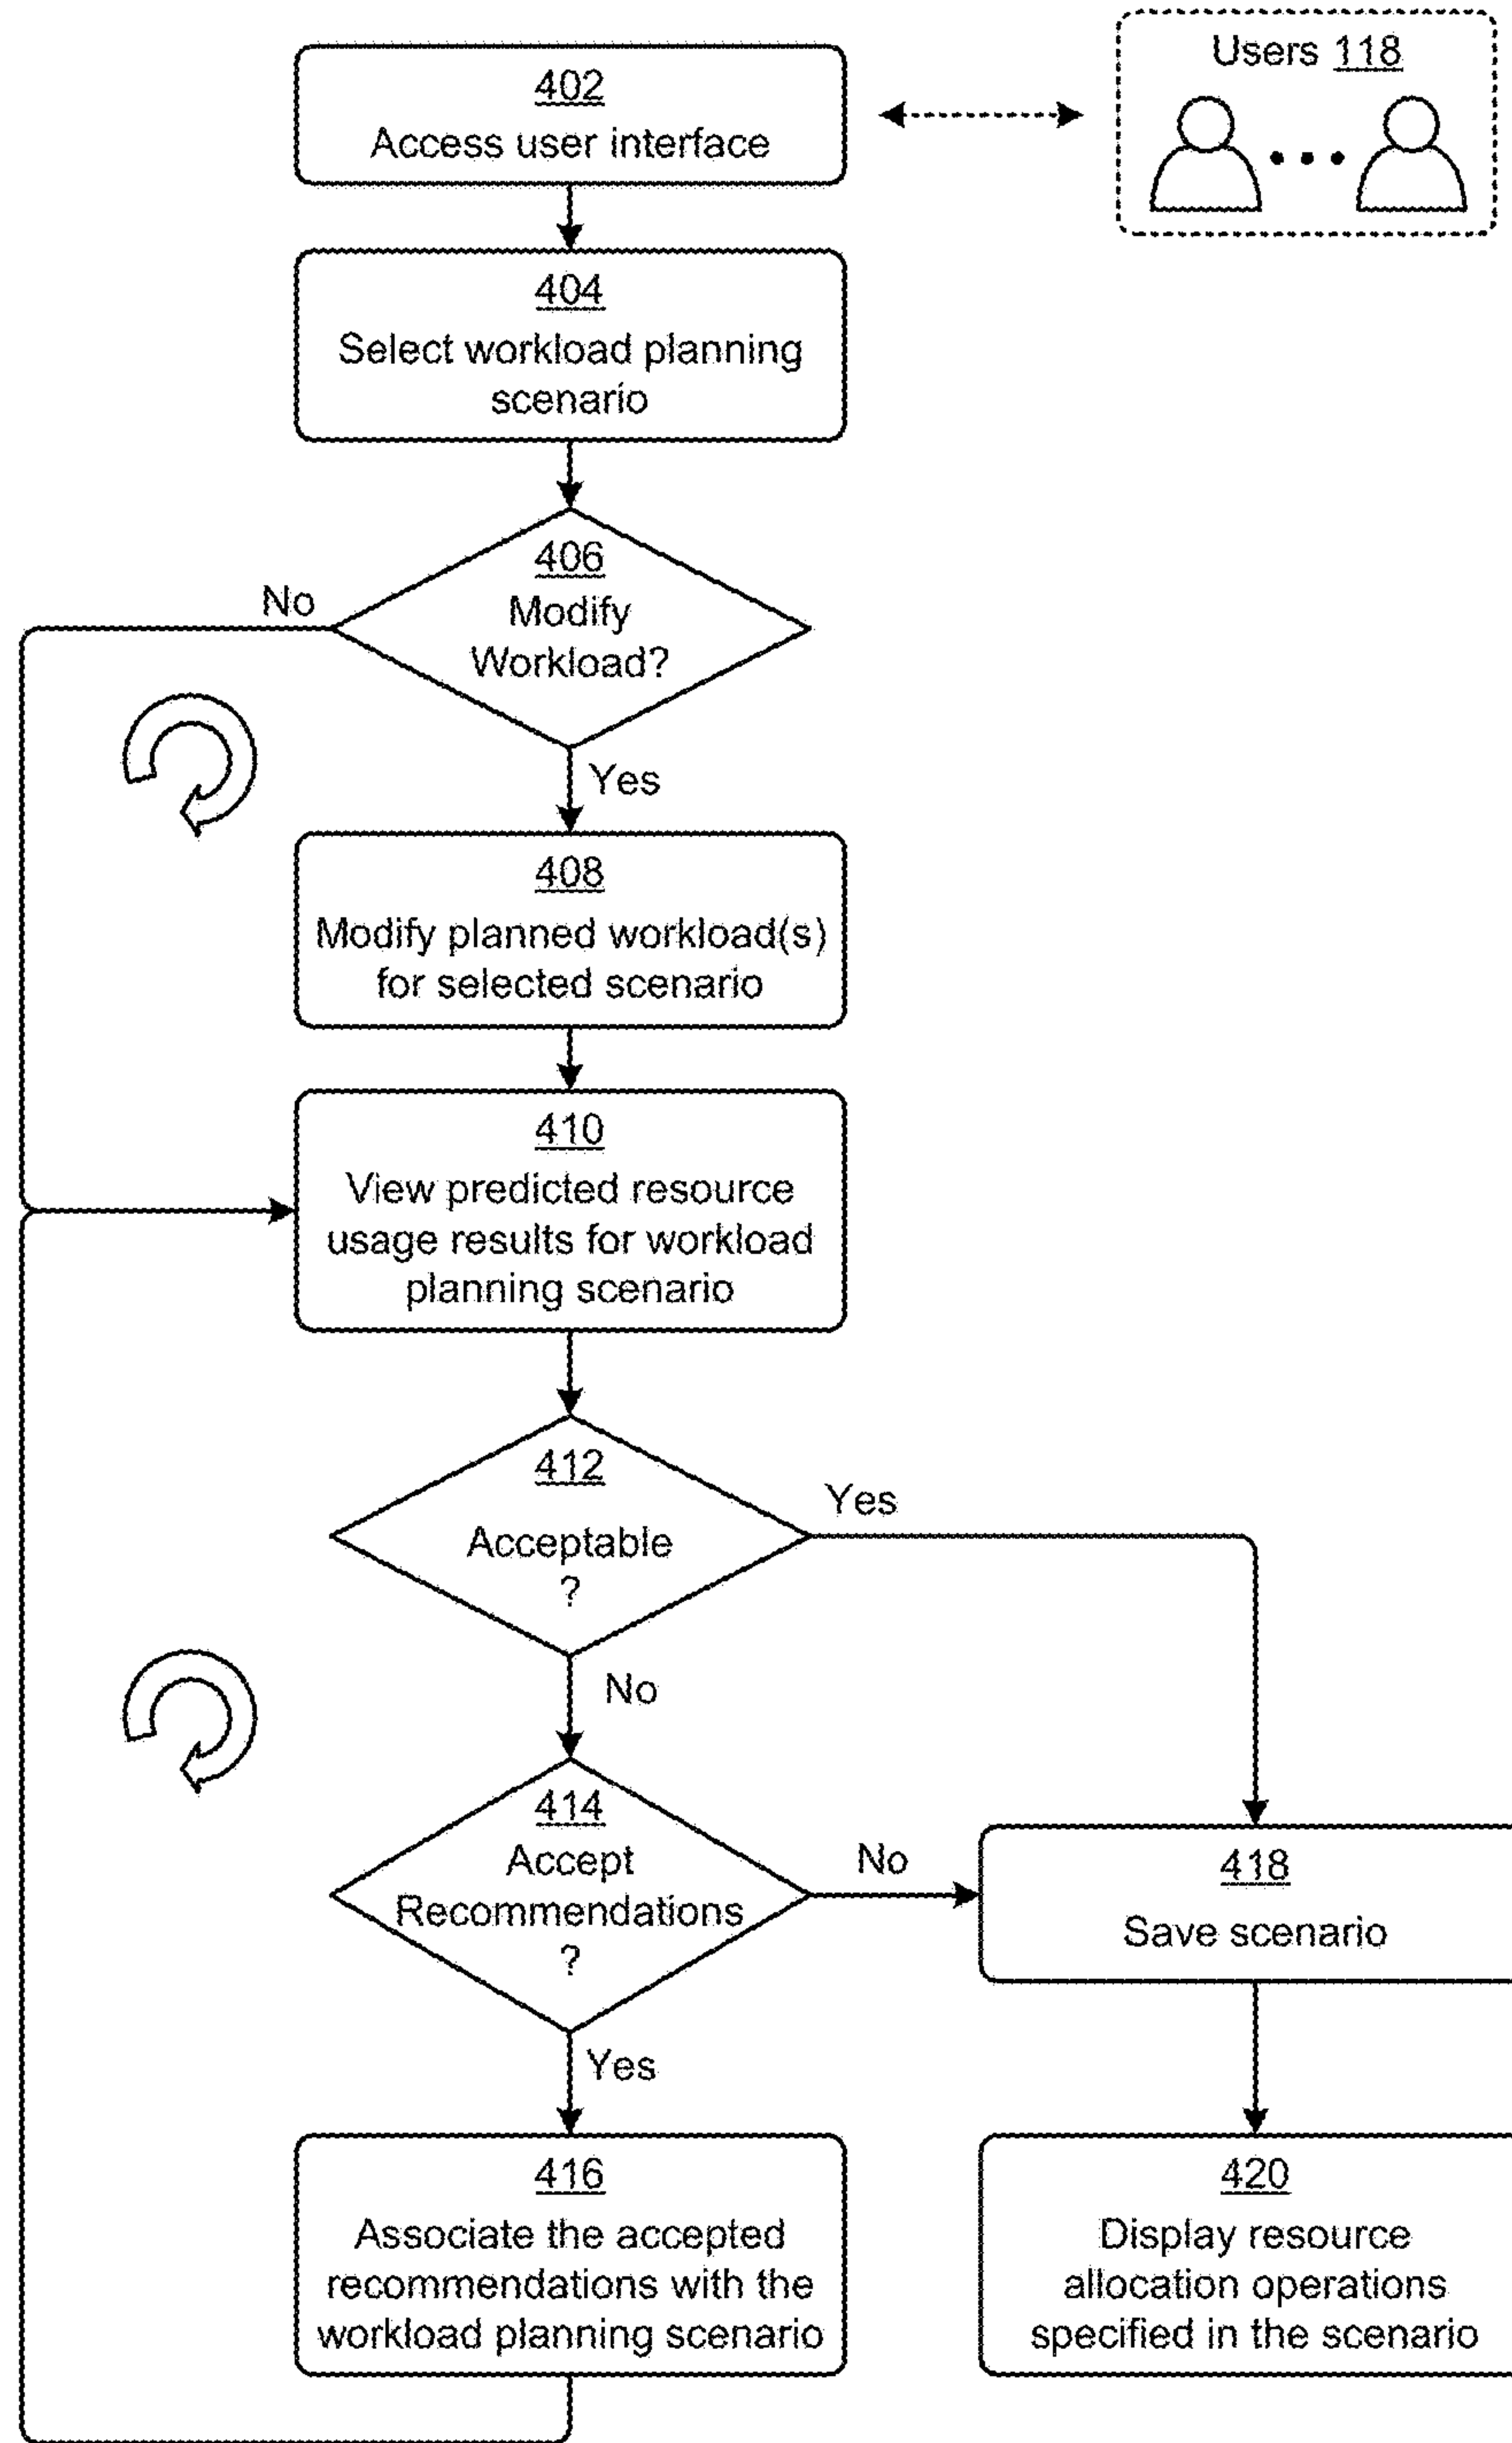 402
Access user interface
Users 118
404
Select workload planning
scenario
406
Modify
Workload?
No
Yes
408
Modify planned workload(s)
for selected scenario
410
View predicted resource
usage results for workload
planning scenario
412
Acceptable
?
Yes
No
414
Accept
Recommendations
?
No
Yes
418
Save scenario
416
Associate the accepted
recommendations with the
workload planning scenario
420
Display resource
allocation operations
specified in the scenario